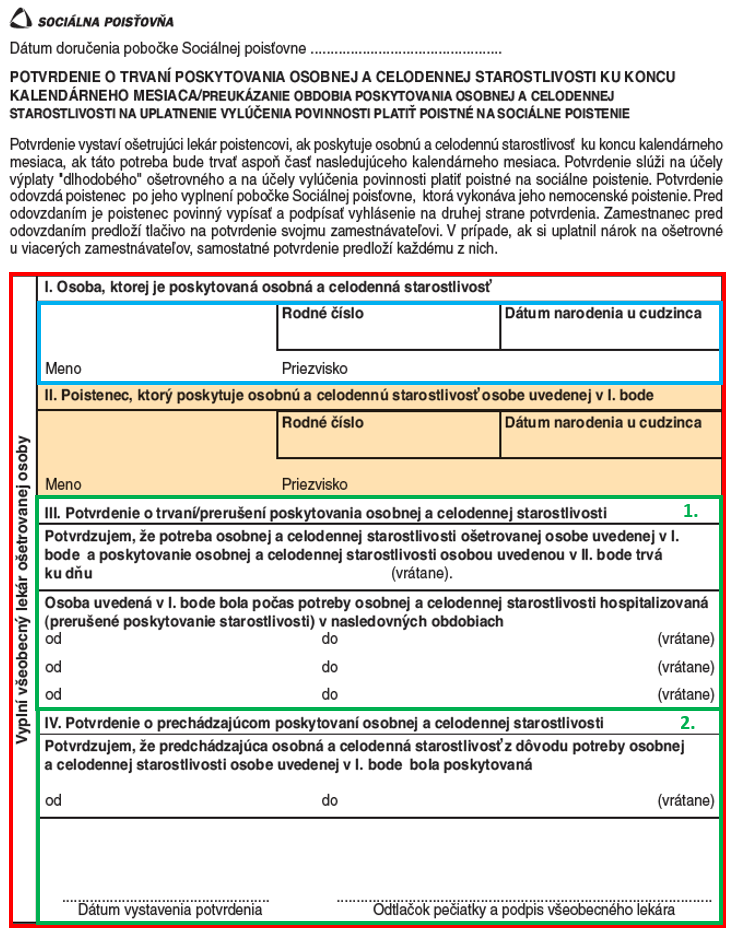 SOCIÁLNA POISŤOVŇA
Dátum doručenia pobočke Sociálnej poisťovne ................................................
POTVRDENIE O TRVANÍ POSKYTOVANIA OSOBNEJ A CELODENNEJ STAROSTLIVOSTI KU KONCU
KALENDÁRNEHO MESIACA/PREUKÁZANIE OBDOBIA POSKYTOVANIA OSOBNEJ A CELODENNEJ
STAROSTLIVOSTI NA UPLATNENIE VYLÚČENIA POVINNOSTI PLATIŤ POISTNÉ NA SOCIÁLNE POISTENIE
Potvrdenie vystaví ošetrujúci lekár poistencovi, ak poskytuje osobnú a celodennú starostlivosť ku koncu kalendárneho
mesiaca, ak táto potreba bude trvať aspoň časť nasledujúceho kalendárneho mesiaca. Potvrdenie slúži na účely
výplaty "dlhodobého" ošetrovného a na účely vylúčenia povinnosti platiť poistné na sociálne poistenie. Potvrdenie
odovzdá poistenec po jeho vyplnení pobočke Sociálnej poisťovne, ktorá vykonáva jeho nemocenské poistenie. Pred
odovzdaním je poistenec povinný vypísať a podpísať vyhlásenie na druhej strane potvrdenia. Zamestnanec pred
odovzdaním predloží tlačivo na potvrdenie svojmu zamestnávateľovi. V prípade, ak si uplatnil nárok na ošetrovné
u viacerých zamestnávateľov, samostatné potvrdenie predloží každému z nich.
Vyplní všeobecný lekár ošetrovanej osoby
I. Osoba, ktorej je poskytovaná osobná a celodenná starostlivosť
Rodné číslo Dátum narodenia u cudzinca
Meno Priezvisko
II. Poistenec, ktorý poskytuje osobnú a celodennú starostlivosť osobe uvedenej v I. bode
Rodné číslo Dátum narodenia u cudzinca
Meno Priezvisko
III. Potvrdenie o trvaní/prerušení poskytovania osobnej a celodennej starostlivosti 1.
Potvrdzujem, že potreba osobnej a celodennej starostlivosti ošetrovanej osobe uvedenej v I.
bode a poskytovanie osobnej a celodennej starostlivosti osobou uvedenou v II. bode trvá
ku dňu (vrátane).
Osoba uvedená v I. bode bola počas potreby osobnej a celodennej starostlivosti hospitalizovaná
(prerušené poskytovanie starostlivosti) v nasledovných obdobiach
od do (vrátane)
od do (vrátane)
od do (vrátane)
IV. Potvrdenie o prechádzajúcom poskytovaní osobnej a celodennej starostlivosti 2.
Potvrdzujem, že predchádzajúca osobná a celodenná starostlivosť z dôvodu potreby osobnej
a celodennej starostlivosti osobe uvedenej v I. bode bola poskytovaná
od do (vrátane)
Dátum vystavenia potvrdenia Odtlačok pečiatky a podpis všeobecného lekára